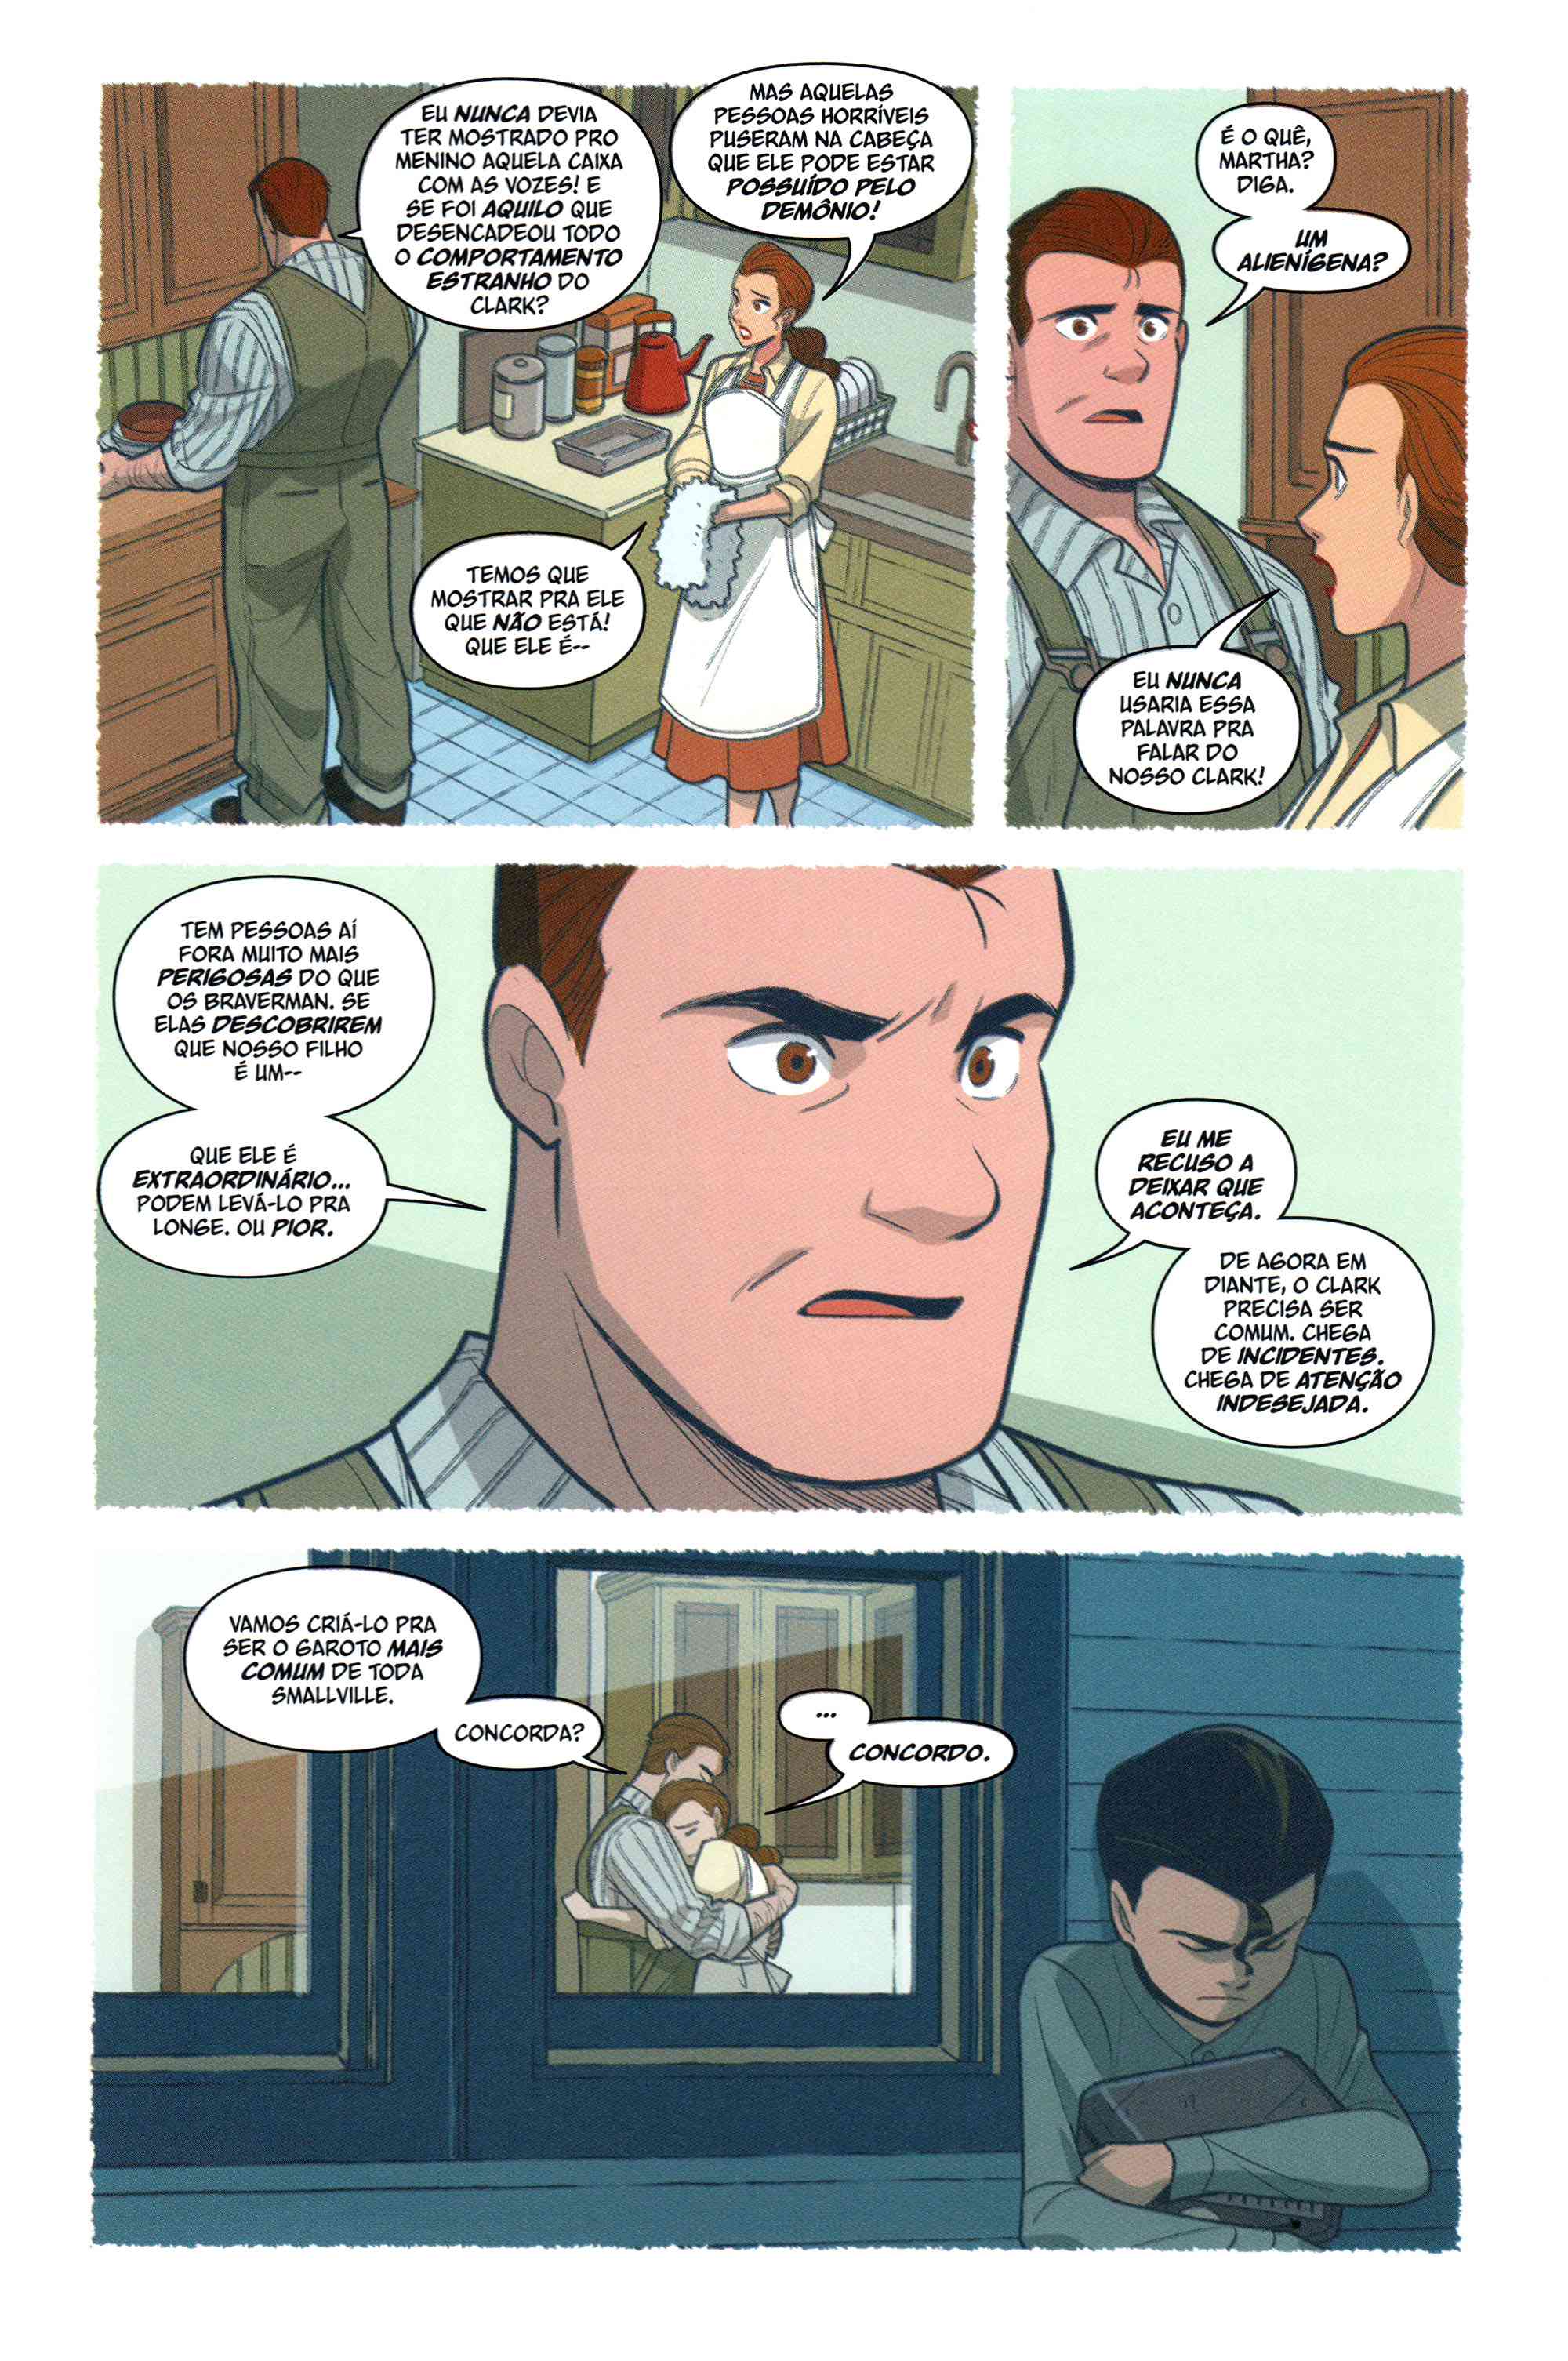 EU NUNCA DEVIA
TER MOSTRADO PRO
MENINO AQUELA CAIXA
COM AS VOZES! E
SE FOI AQUILO QUE
DESENCADEOU TODO
O COMPORTAMENTO
ESTRANHO DO
CLARK?
MAS AQUELAS
PESSOAS HORRÍVEIS
PUSERAM NA CABEÇA
QUE ELE PODE ESTAR
POSSUÍDO PELO
DEMÔNIO!
TEMOS QUE
MOSTRAR PRA ELE
QUE NÃO ESTÁ!
QUE ELE É--
É O QUÊ,
MARTHA?
DIGA.
UM
ALIENÍGENA?
EU NUNCA
USARIA ESSA
PALAVRA PRA
FALAR DO
NOSSO CLARK!
TEM PESSOAS AÍ
FORA MUITO MAIS
PERIGOSAS DO QUE
OS BRAVERMAN. SE
ELAS DESCOBRIREM
QUE NOSSO FILHO
É UM--
QUE ELE É
EXTRAORDINÁRIO...
PODEM LEVÁ-LO PRA
LONGE. OU PIOR.
EU ME
RECUSO A
DEIXAR QUE
ACONTEÇA.
DE AGORA EM
DIANTE, O CLARK
PRECISA SER
COMUM. CHEGA
DE INCIDENTES.
CHEGA DE ATENÇÃO
INDESEJADA.
VAMOS CRIÁ-LO PRA
SER O GAROTO MAIS
COMUM DE TODA
SMALLVILLE.
CONCORDA?
...
CONCORDO.